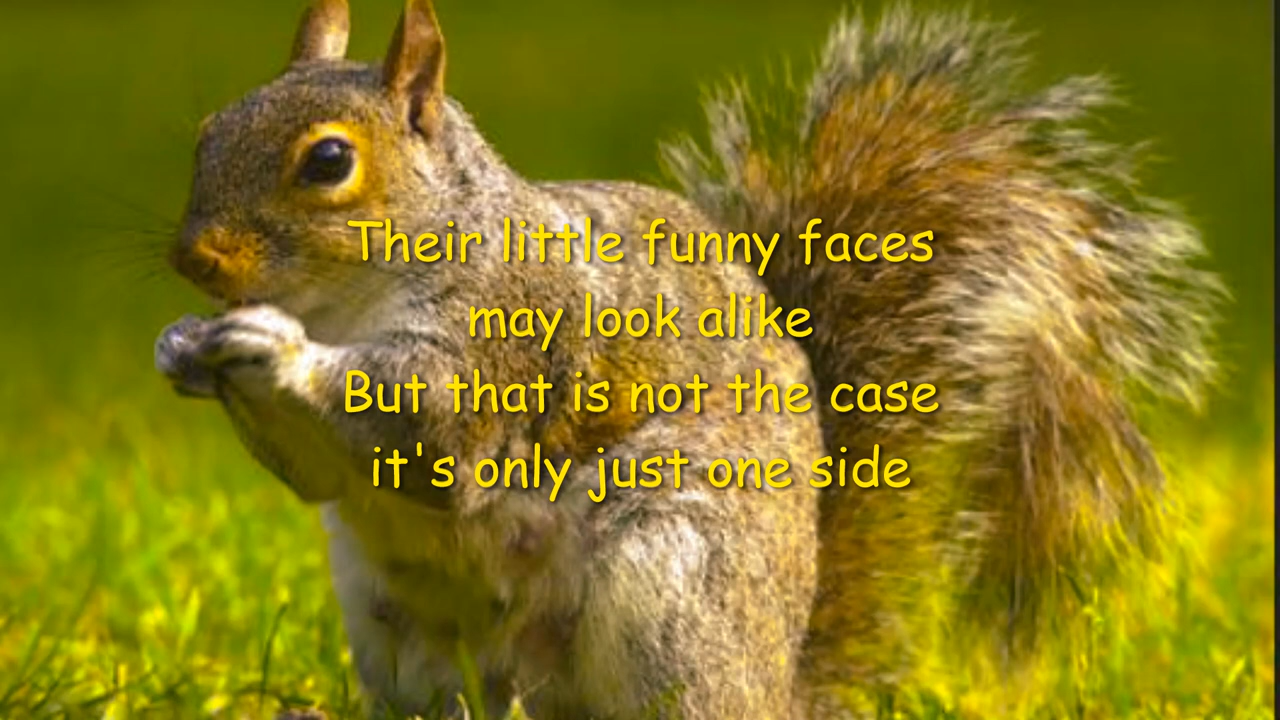 Their little funny faces
may look alike
But that is not the case
it's only just one side